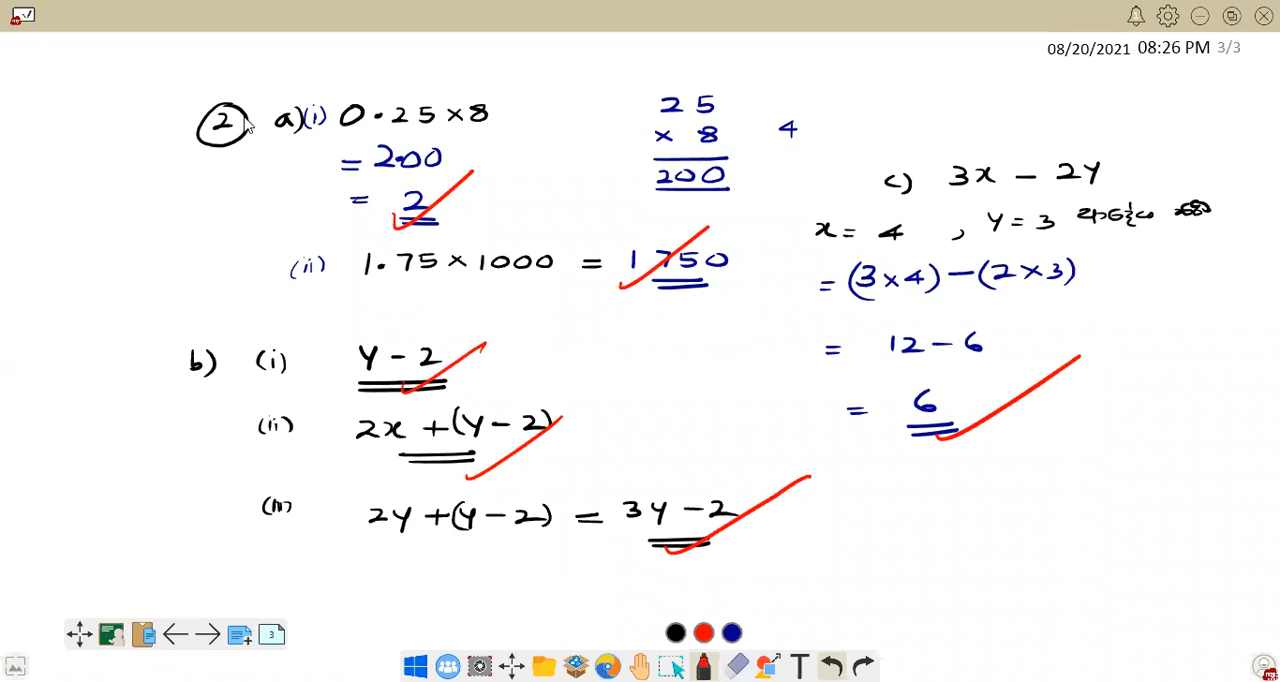 08/20/2021 08:26 PM 3/3
2 a)(i) 0.25×8
= 2.00
= 2
25
× 8
200
4
(ii) 1.75×1000 = 1750
b) (i) y-2
(ii) 2x +(y-2)
(iii) 2y+(y-2) = 3y-2
c) 3x - 2y
x = 4 , y = 3
= (3×4)-(2×3)
= 12-6
= 6
3
T